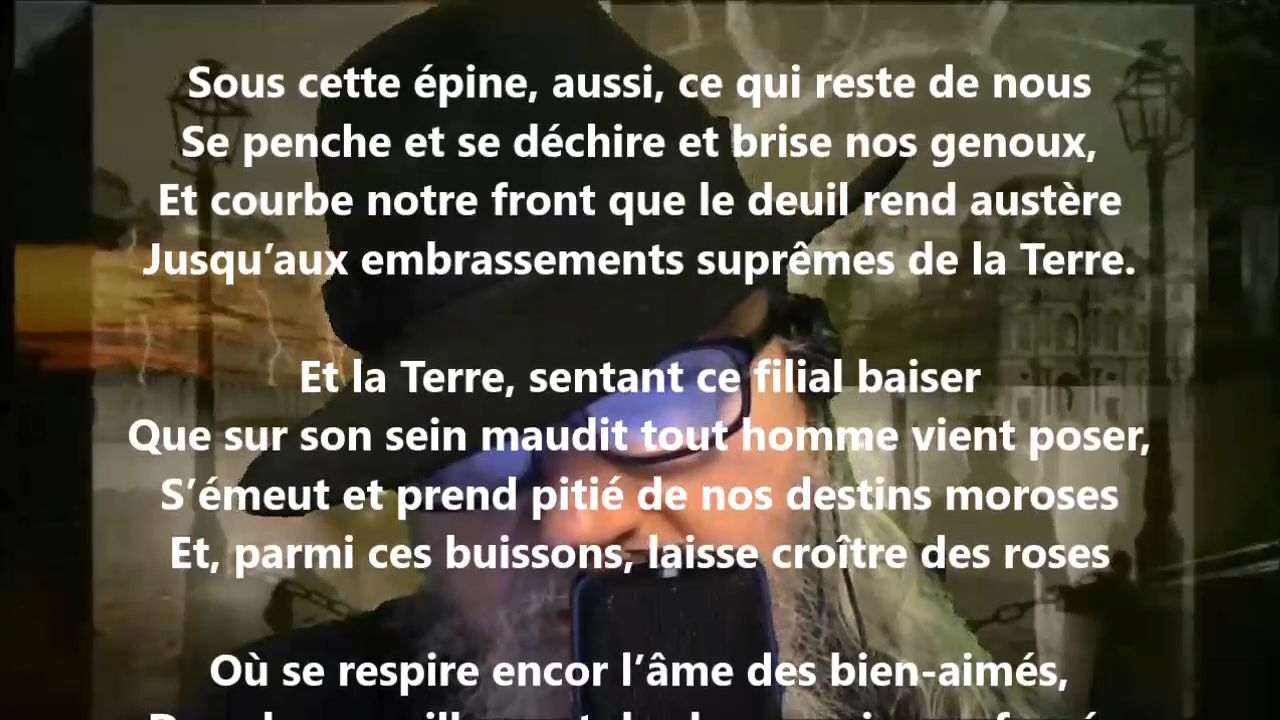 Sous cette épine, aussi, ce qui reste de nous
Se penche et se déchire et brise nos genoux,
Et courbe notre front que le deuil rend austère
Jusqu’aux embrassements suprêmes de la Terre.
Et la Terre, sentant ce filial baiser
Que sur son sein maudit tout homme vient poser,
S’émeut et prend pitié de nos destins moroses
Et, parmi ces buissons, laisse croître des roses
Où se respire encor l’âme des bien-aimés,